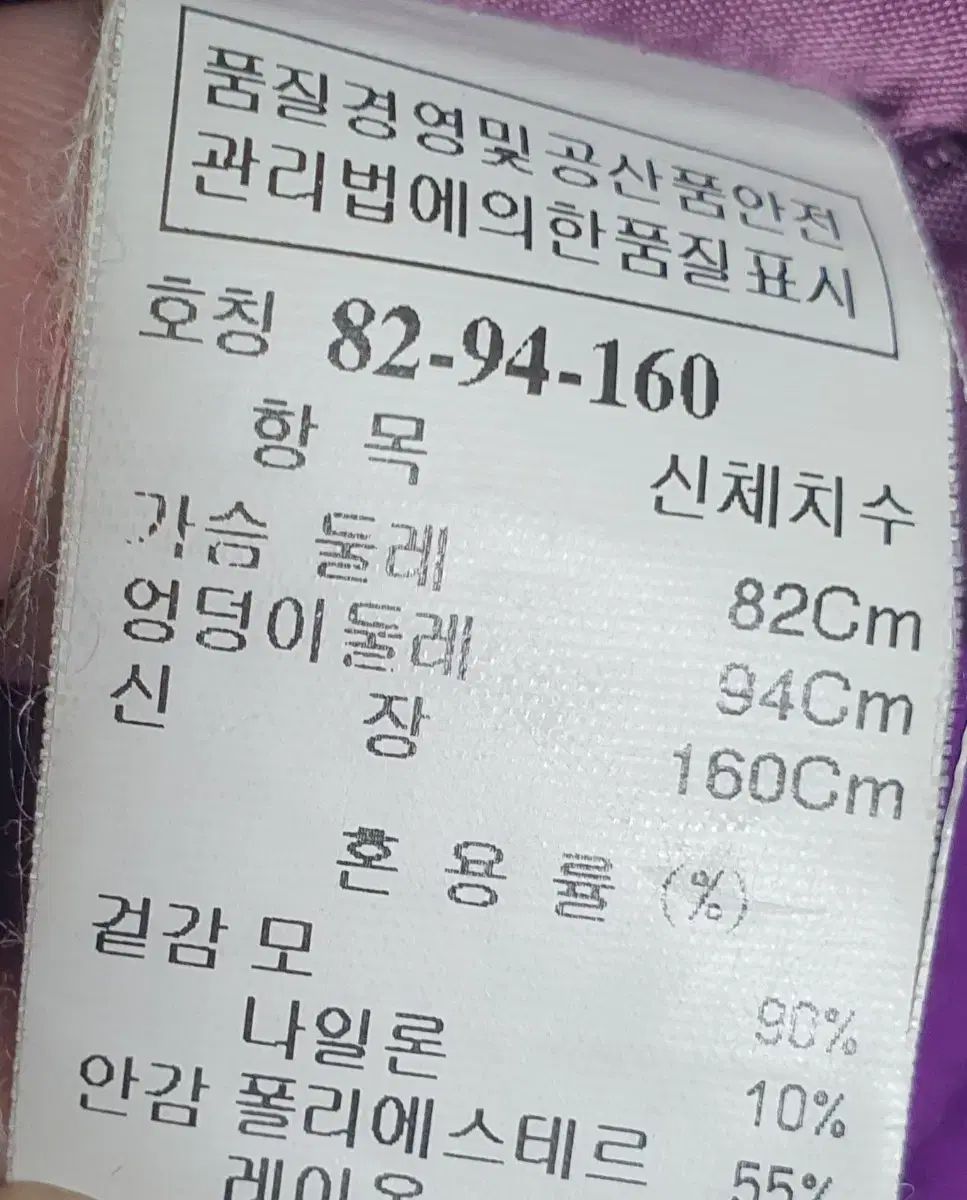 품질경영및공산품안전
관리법에의한품질표시
호칭 82-94-160
항 목 신체치수
가슴 둘레 82Cm
엉덩이둘레 94Cm
신 장 160Cm
혼 용 률 (%)
겉감 모 90%
나일론 10%
안감 폴리에스테르 55%
레이온